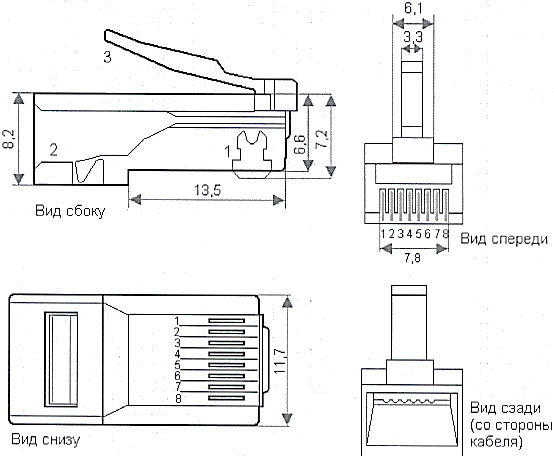 3
8,2
2
1
6,6
7,2
13,5
Вид сбоку
6,1
3,3
1 2 3 4 5 6 7 8
7,8
Вид спереди
1
2
3
4
5
6
7
8
11,7
Вид снизу
Вид сзади
(со стороны
кабеля)